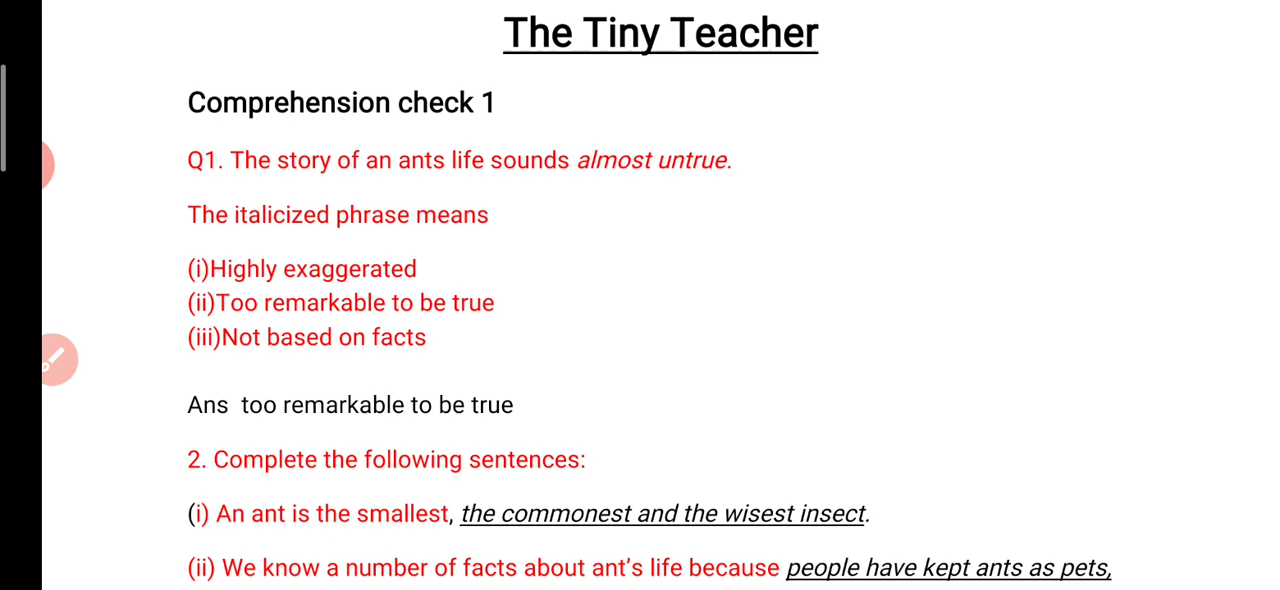 The Tiny Teacher
Comprehension check 1
Q1. The story of an ants life sounds almost untrue.
The italicized phrase means
(i)Highly exaggerated
(ii)Too remarkable to be true
(iii)Not based on facts
Ans  too remarkable to be true
2. Complete the following sentences:
(i) An ant is the smallest, the commonest and the wisest insect.
(ii) We know a number of facts about ant’s life because people have kept ants as pets,